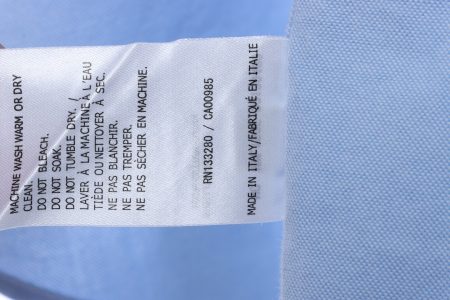 MACHINE WASH WARM OR DRY
CLEAN.
DO NOT BLEACH.
DO NOT SOAK.
DO NOT TUMBLE DRY. /
LAVER À LA MACHINE À L'EAU
TIÈDE OU NETTOYER À SEC.
NE PAS BLANCHIR.
NE PAS TREMPER.
NE PAS SÉCHER EN MACHINE.
RN133280 / CA00985
MADE IN ITALY/FABRIQUÉ EN ITALIE